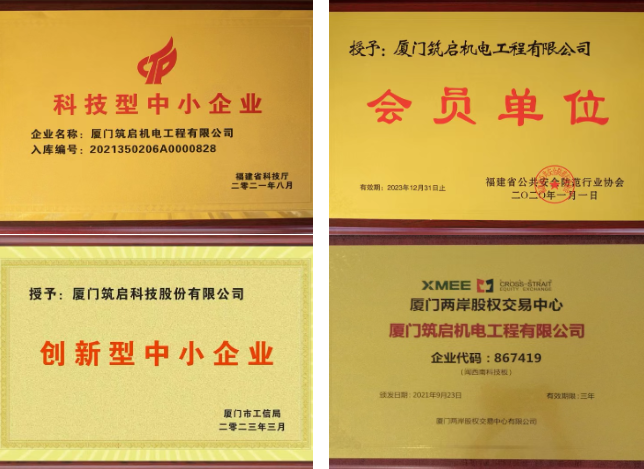 科技型中小企业
企业名称：厦门筑启机电工程有限公司
入库编号：2021350206A0000828
福建省科技厅
二零二一年八月
授予：厦门筑启机电工程有限公司
会员单位
有效期：2023年12月31日止
福建省公共安全防范行业协会
二〇二〇年一月一日
授予：厦门筑启科技股份有限公司
创新型中小企业
厦门市工信局
二零二三年三月
XMEE CROSS-STRAIT
EQUITY EXCHANGE
厦门两岸股权交易中心
厦门筑启机电工程有限公司
企业代码：867419
（闽西南科技板）
颁发日期：2021年9月23日 有效期限：三年
厦门两岸股权交易中心有限公司